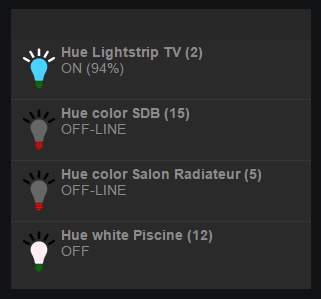 Hue Lightstrip TV (2)
ON (94%)
Hue color SDB (15)
OFF-LINE
Hue color Salon Radiateur (5)
OFF-LINE
Hue white Piscine (12)
OFF